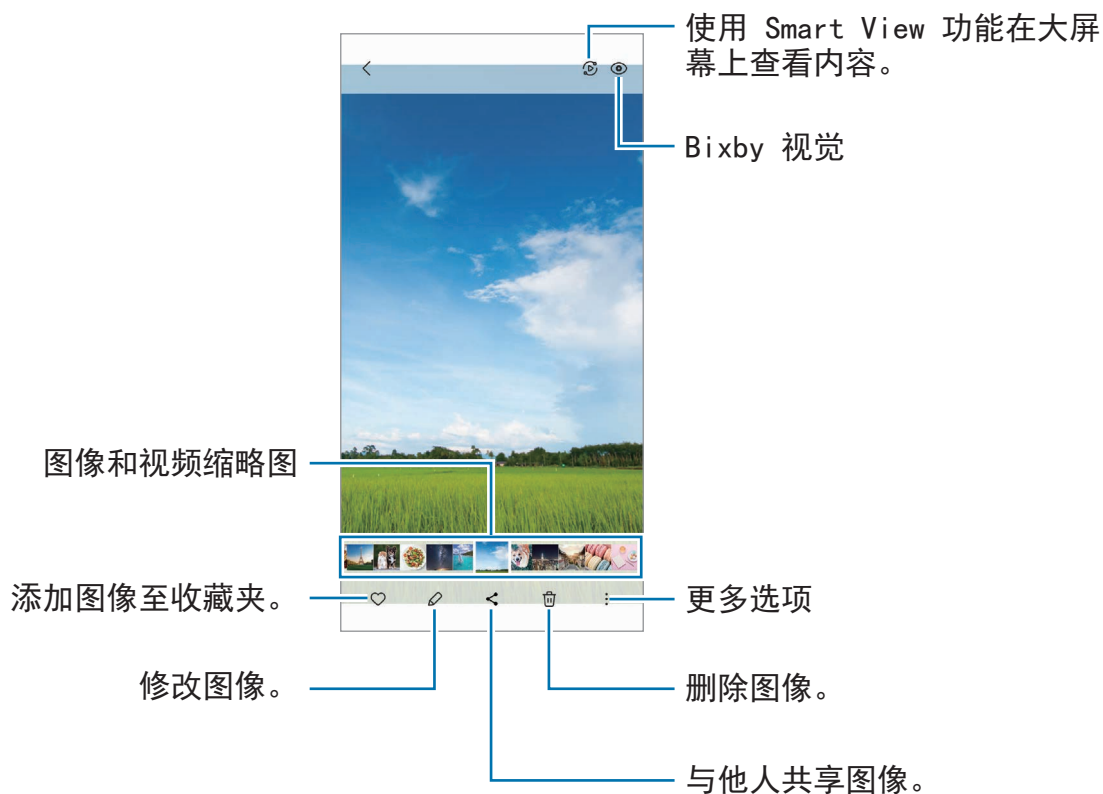 使用 Smart View 功能在大屏
幕上查看内容。
Bixby 视觉
图像和视频缩略图
添加图像至收藏夹。
更多选项
修改图像。
删除图像。
与他人共享图像。